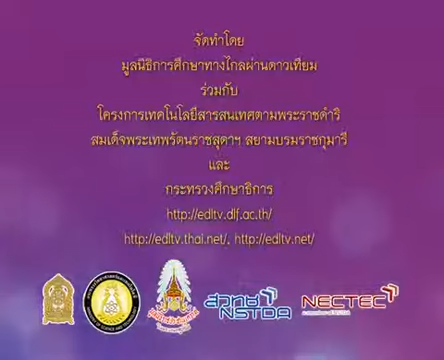 จัดทำโดย
มูลนิธิการศึกษาทางไกลผ่านดาวเทียม
ร่วมกับ
โครงการเทคโนโลยีสารสนเทศตามพระราชดำริ
สมเด็จพระเทพรัตนราชสุดาฯ สยามบรมราชกุมารี
และ
กระทรวงศึกษาธิการ
http://edltv.dlf.ac.th/
http://edltv.thai.net/, http://edltv.net/
สวทช NSTDA
NECTEC